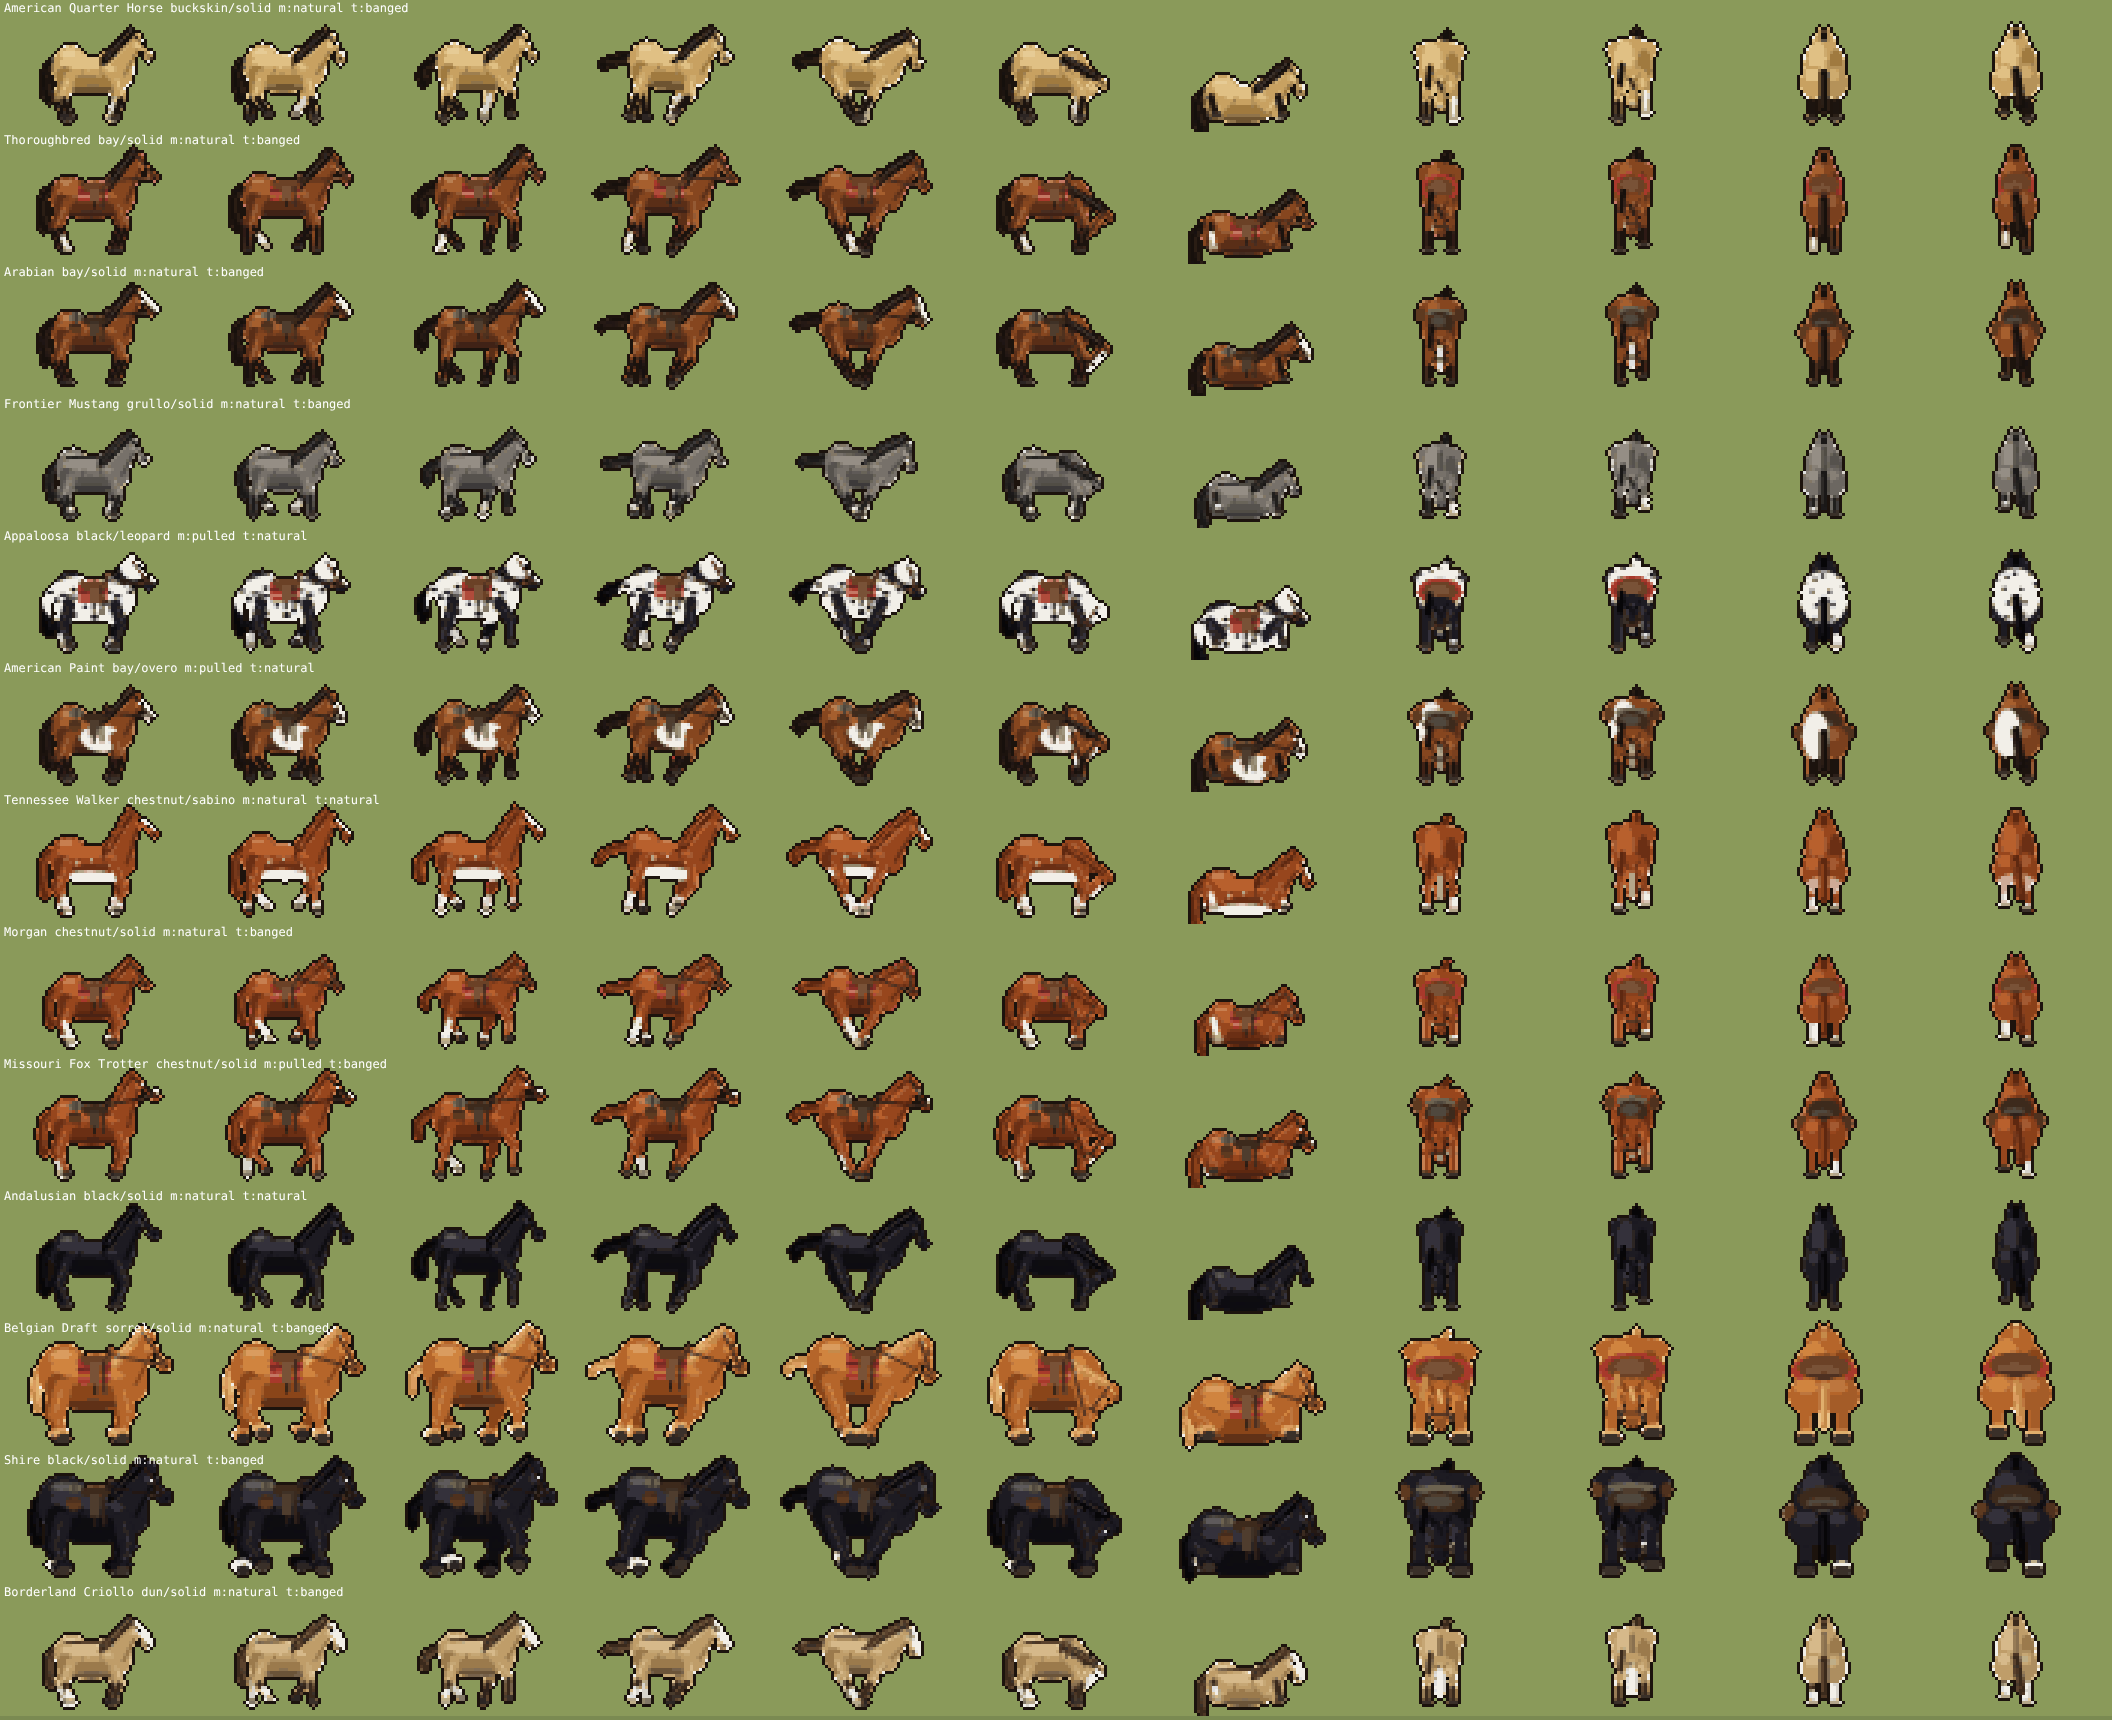 American Quarter Horse buckskin/solid m:natural t:banged
Thoroughbred bay/solid m:natural t:banged
Arabian bay/solid m:natural t:banged
Frontier Mustang grullo/solid m:natural t:banged
Appaloosa black/leopard m:pulled t:natural
American Paint bay/overo m:pulled t:natural
Tennessee Walker chestnut/sabino m:natural t:natural
Morgan chestnut/solid m:natural t:banged
Missouri Fox Trotter chestnut/solid m:pulled t:banged
Andalusian black/solid m:natural t:natural
Belgian Draft sorrel/solid m:natural t:banged
Shire black/solid m:natural t:banged
Borderland Criollo dun/solid m:natural t:banged